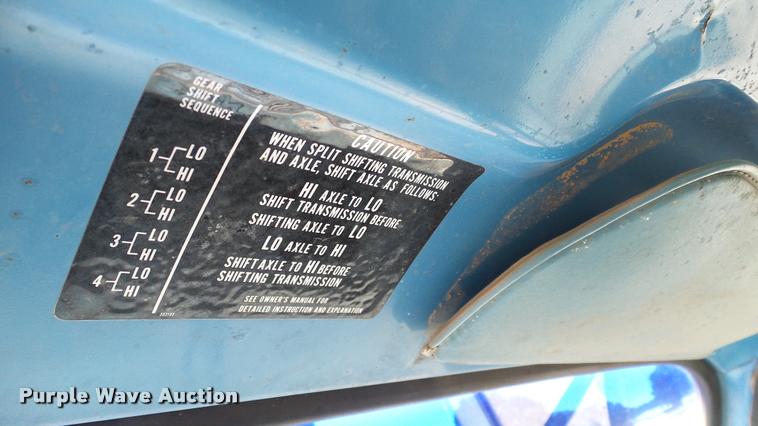 GEAR
SHIFT
SEQUENCE
1 LO
HI
2 LO
HI
3 LO
HI
4 LO
HI
CAUTION
WHEN SPLIT SHIFTING TRANSMISSION
AND AXLE, SHIFT AXLE AS FOLLOWS:
HI AXLE TO LO
SHIFT TRANSMISSION BEFORE
SHIFTING AXLE TO LO
LO AXLE TO HI
SHIFT AXLE TO HI BEFORE
SHIFTING TRANSMISSION
SEE OWNER'S MANUAL FOR
DETAILED INSTRUCTION AND EXPLANATION
Purple Wave Auction